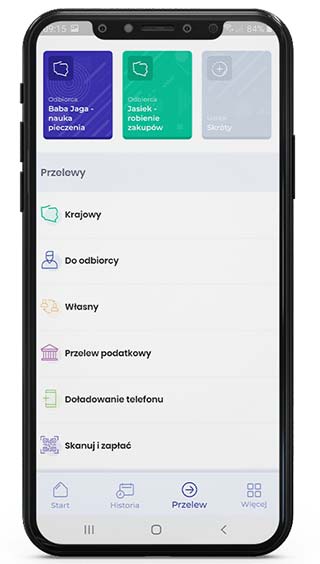 09:15
84%
Odbiorca
Baba Jaga -
nauka
pieczenia
Odbiorca
Jasiek -
robienie
zakupów
Skróty
Przelewy
Krajowy
Do odbiorcy
Własny
Przelew podatkowy
Doładowanie telefonu
Skanuj i zapłać
Start
Historia
Przelew
Więcej